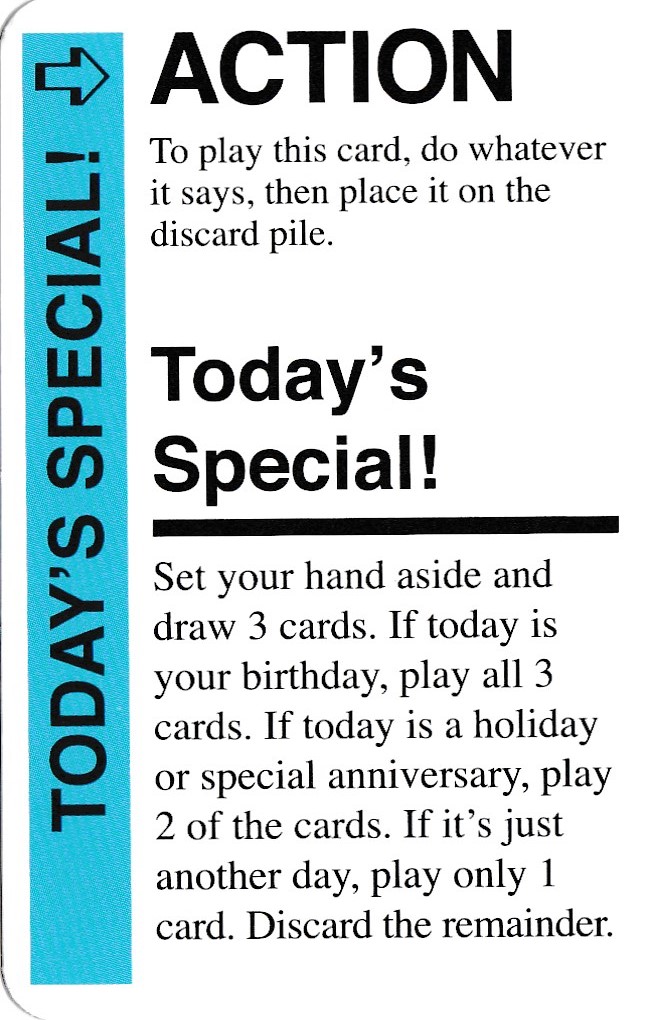 TODAY'S SPECIAL!
ACTION
To play this card, do whatever
it says, then place it on the
discard pile.
Today's
Special!
Set your hand aside and
draw 3 cards. If today is
your birthday, play all 3
cards. If today is a holiday
or special anniversary, play
2 of the cards. If it's just
another day, play only 1
card. Discard the remainder.